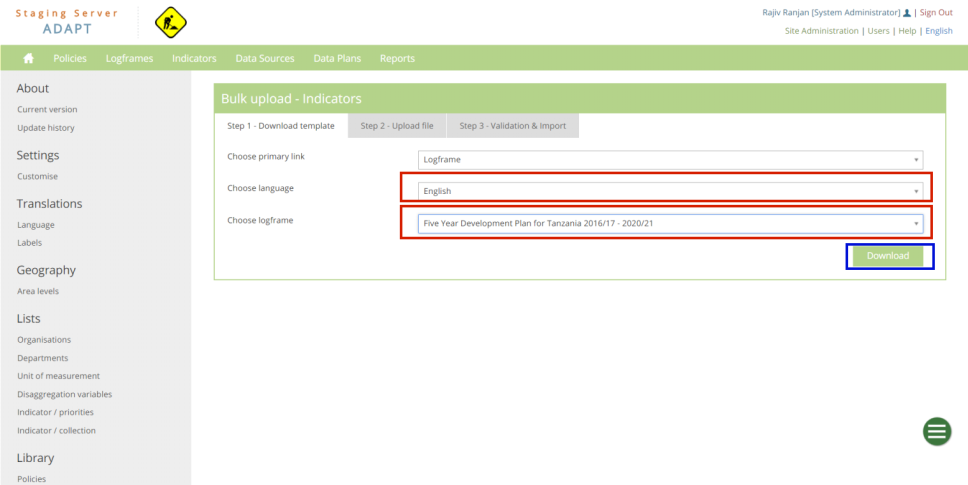 Staging Server
ADAPT
Rajiv Ranjan [System Administrator] | Sign Out
Site Administration | Users | Help | English
Policies Logframes Indicators Data Sources Data Plans Reports
About
Current version
Update history
Settings
Customise
Translations
Language
Labels
Geography
Area levels
Lists
Organisations
Departments
Unit of measurement
Disaggregation variables
Indicator / priorities
Indicator / collection
Library
Policies
Bulk upload - Indicators
Step 1 - Download template Step 2 - Upload file Step 3 - Validation & Import
Choose primary link Logframe
Choose language English
Choose logframe Five Year Development Plan for Tanzania 2016/17 - 2020/21
Download